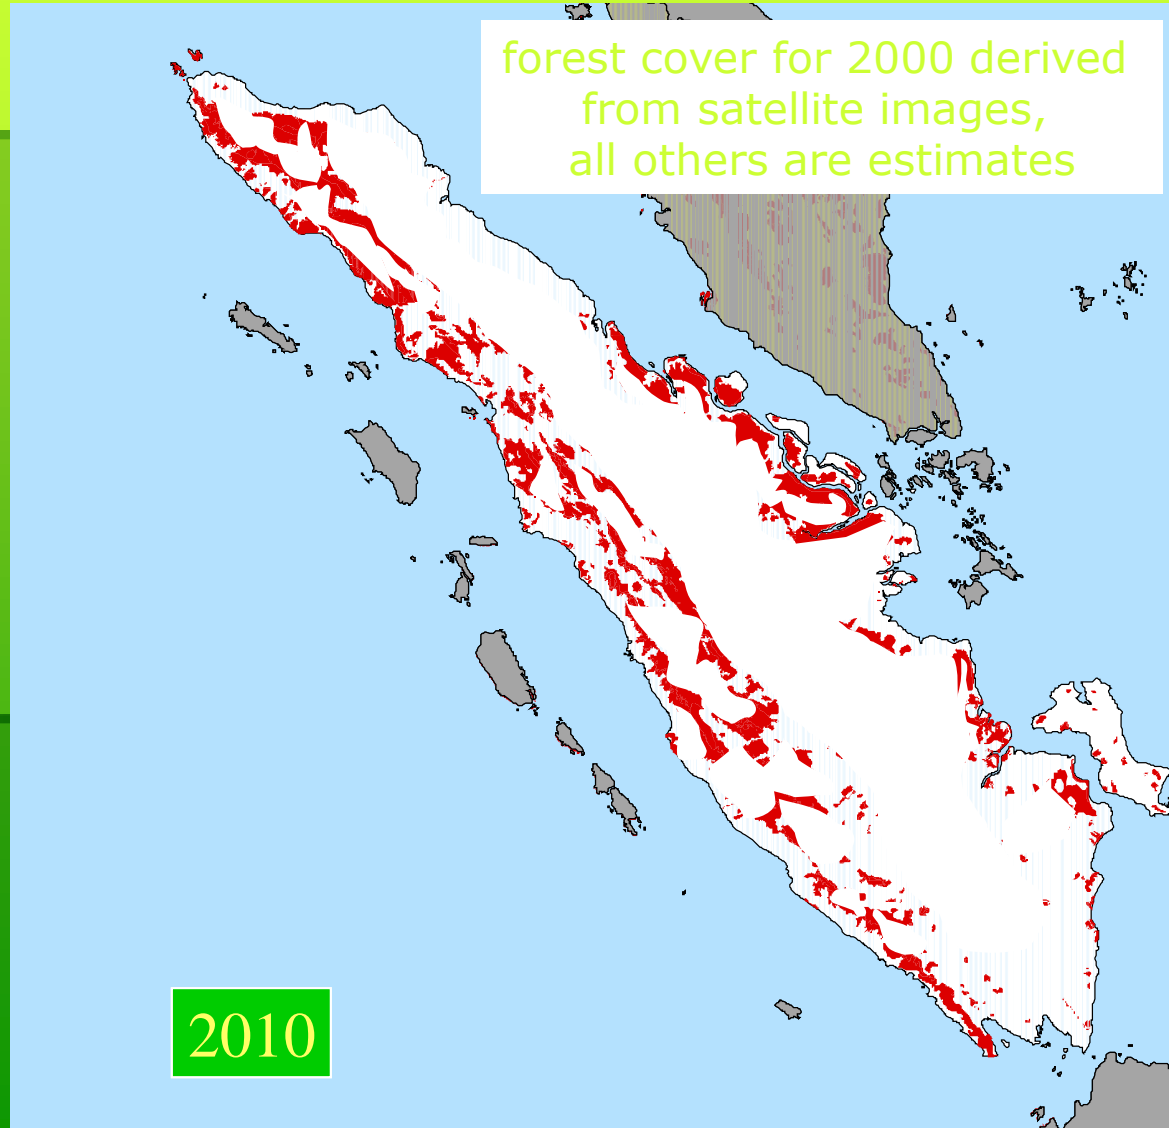 forest cover for 2000 derived
from satellite images,
all others are estimates
2010